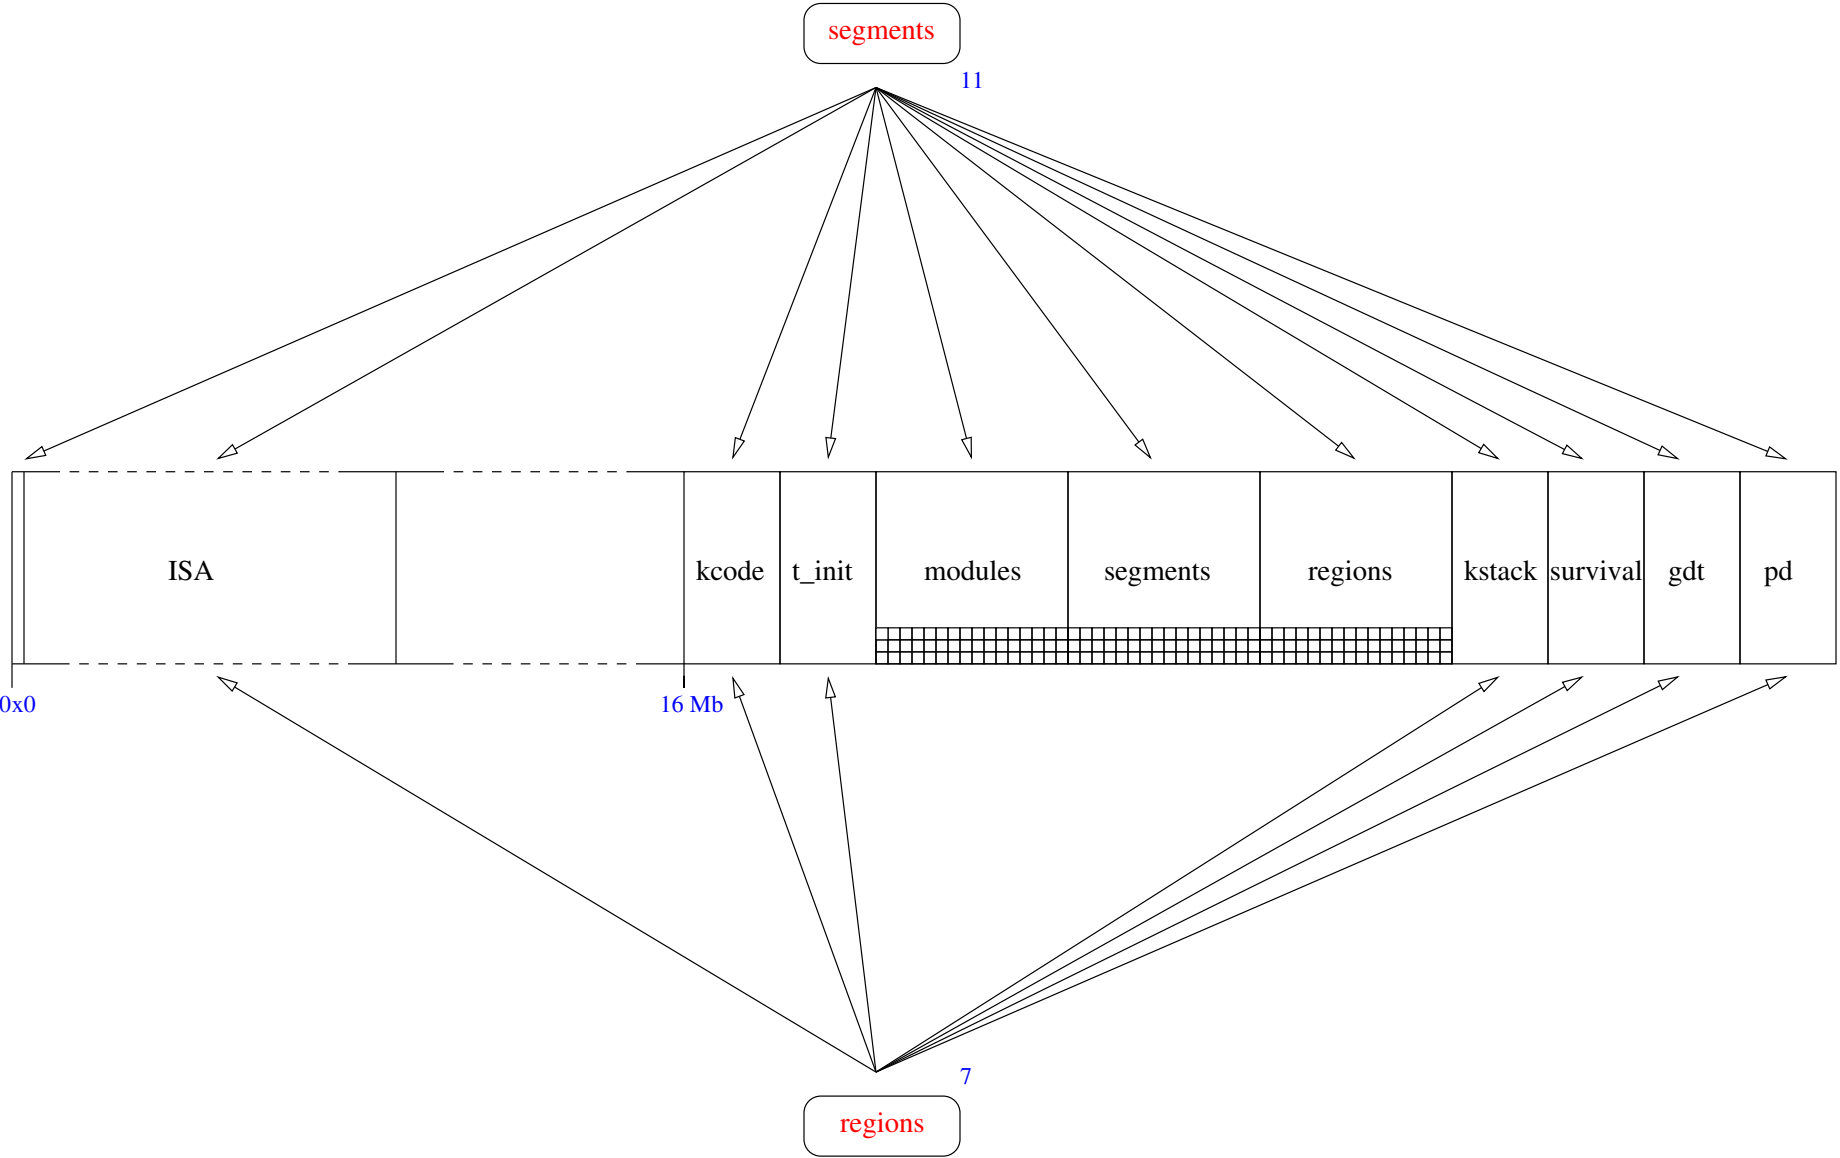 segments
11
ISA
kcode
t_init
modules
segments
regions
kstack
survival
gdt
pd
0x0
16 Mb
7
regions